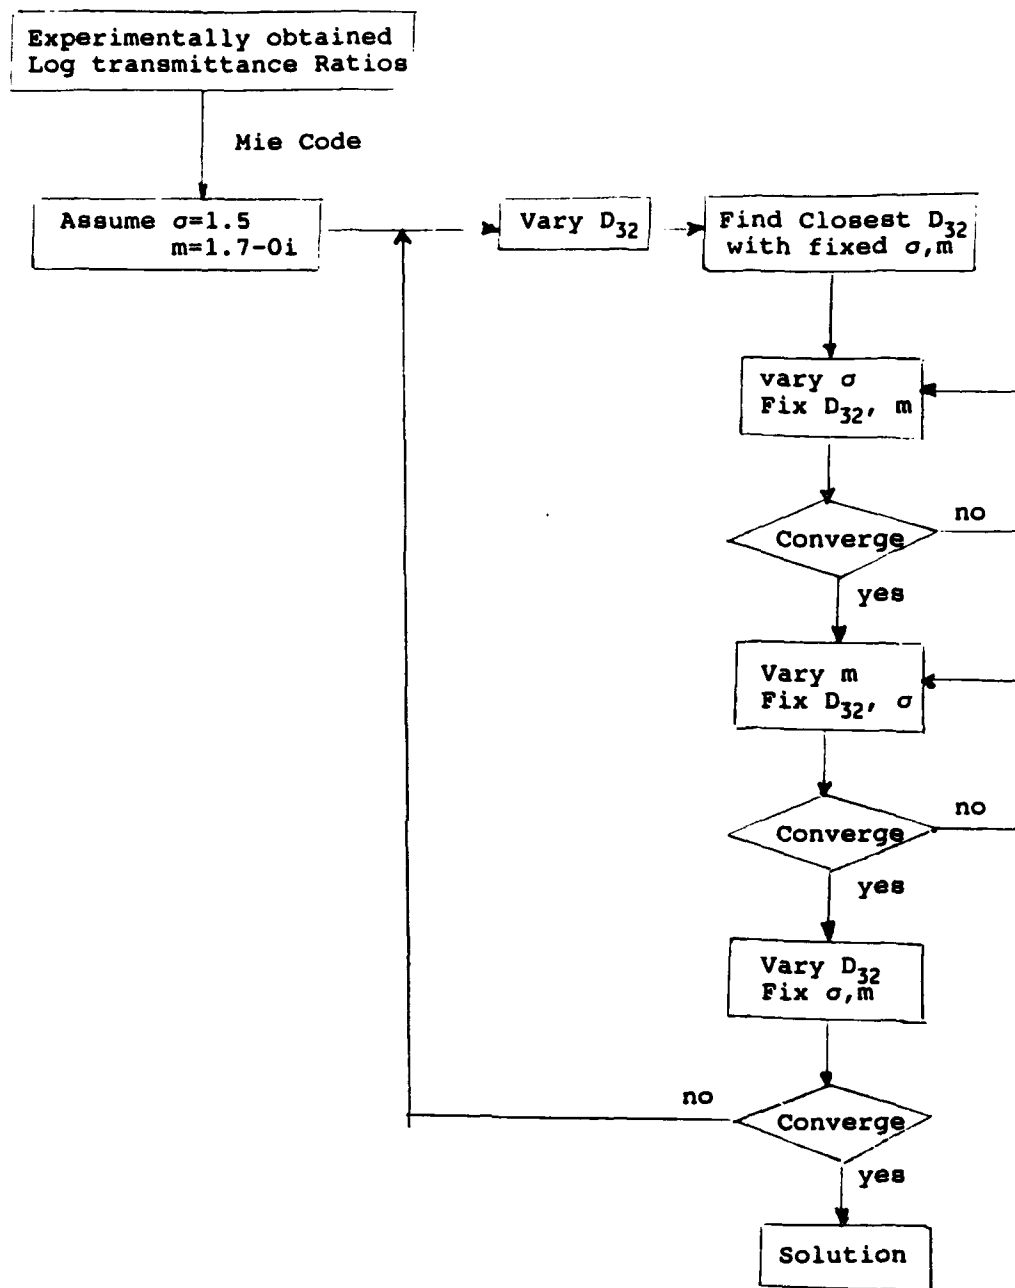 Experimentally obtained
Log transmittance Ratios
Mie Code
Assume σ=1.5
m=1.7-0i
Vary D32
Find Closest D32
with fixed σ,m
vary σ
Fix D32, m
Converge
no
yes
Vary m
Fix D32, σ
Converge
no
yes
Vary D32
Fix σ,m
no
Converge
yes
Solution